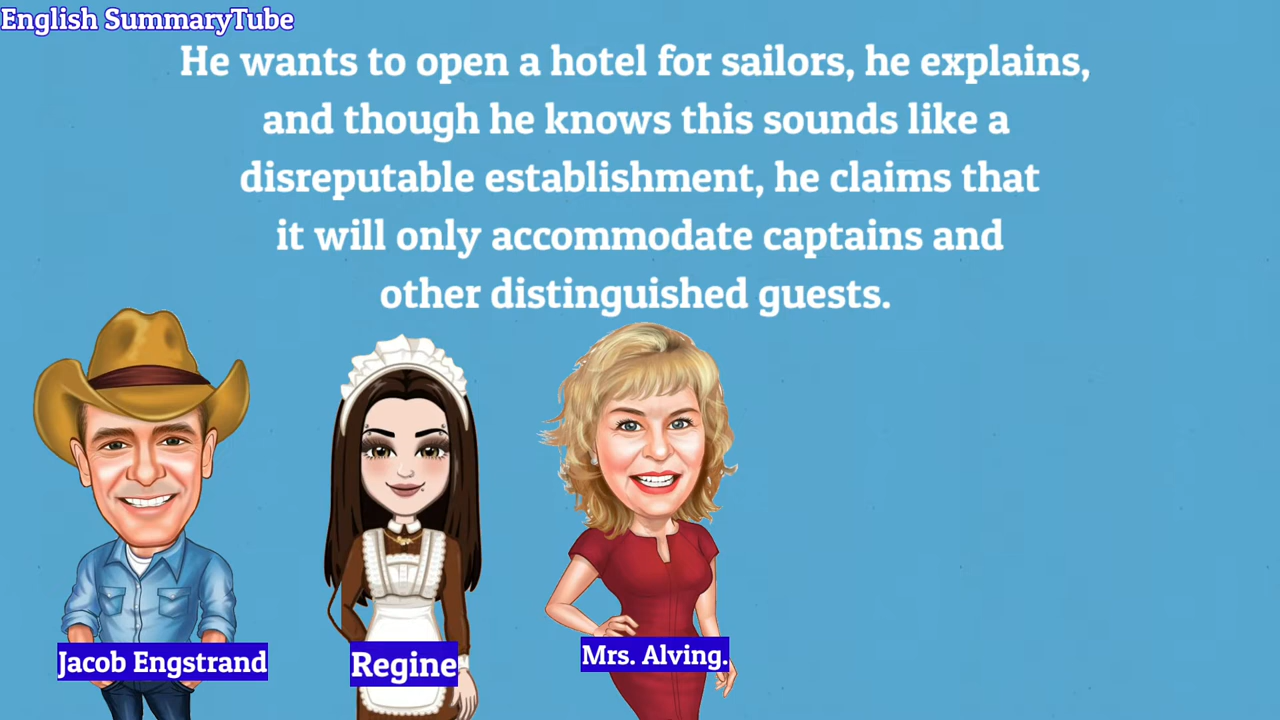 English SummaryTube
He wants to open a hotel for sailors, he explains,
and though he knows this sounds like a
disreputable establishment, he claims that
it will only accommodate captains and
other distinguished guests.
Jacob Engstrand
Regine
Mrs. Alving.